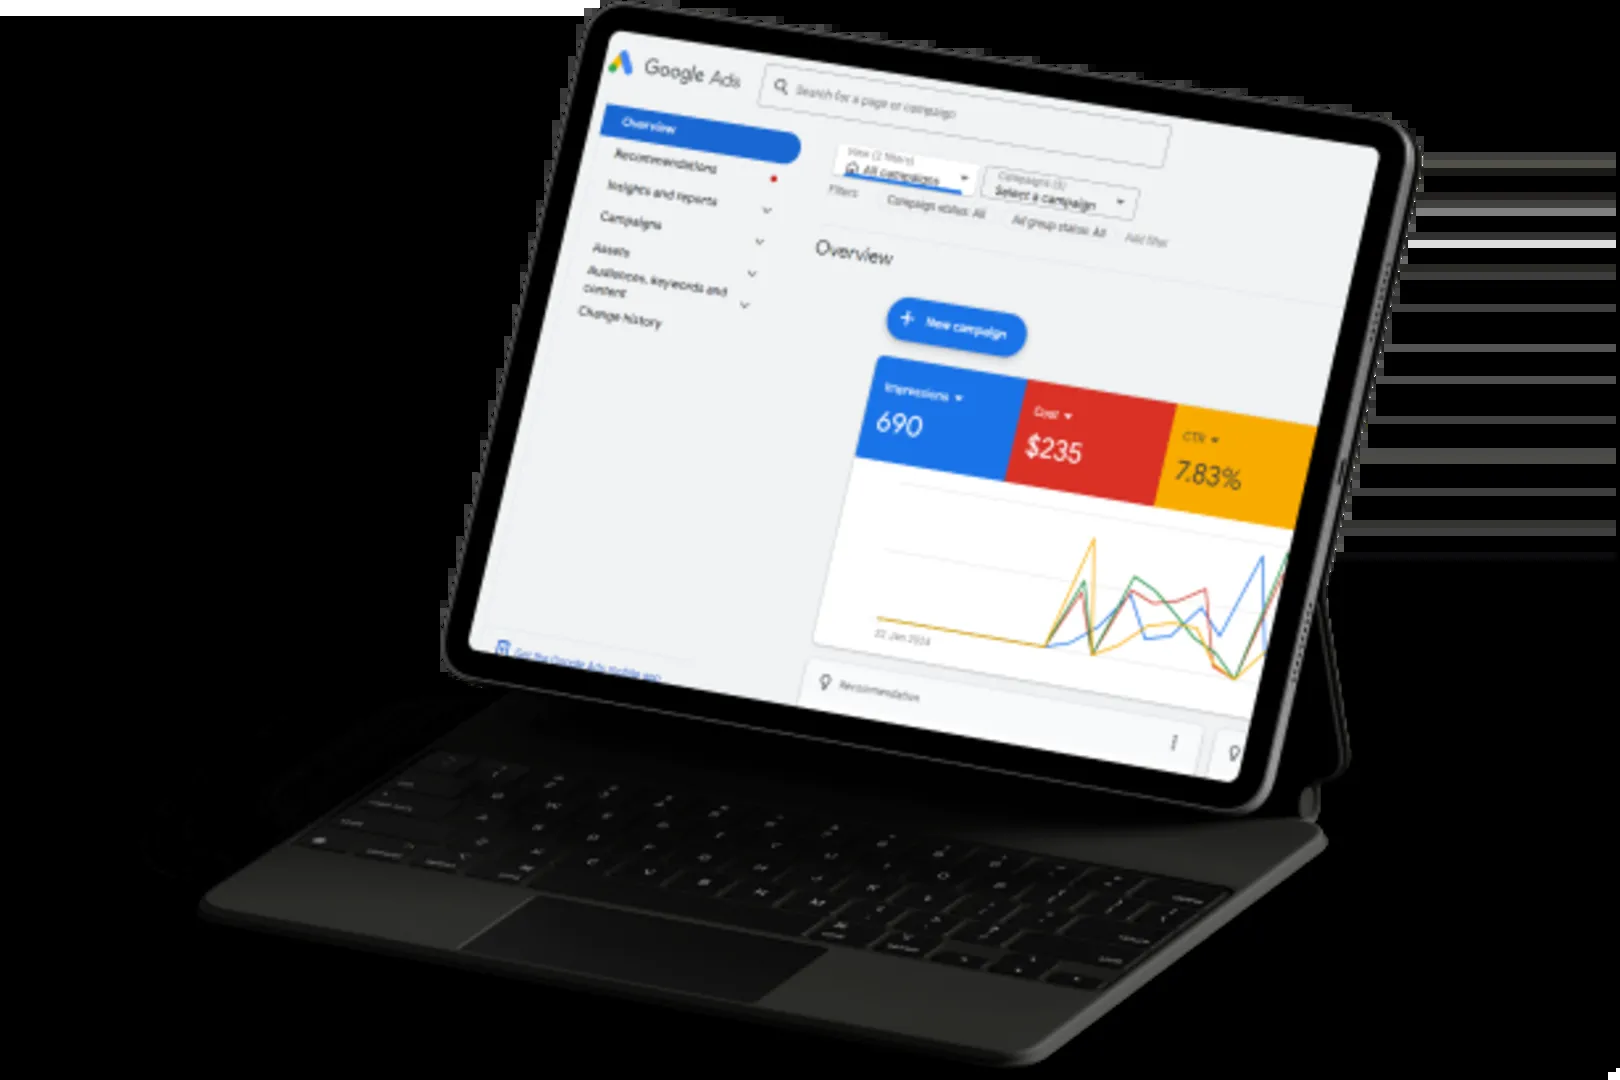 Google Ads
Search for a page or campaign
Overview
Recommendations
Insights and reports
Campaigns
Assets
Audiences, keywords and
content
Change history
Get the Google Ads mobile app
View (2 filters)
All campaigns
Campaigns (5)
Select a campaign
Filters
Campaign status: All
Ad group status: All
Add filter
Overview
+ New campaign
Impressions
690
Cost
$235
CTR
7.83%
22 Jan 2024
Recommendation